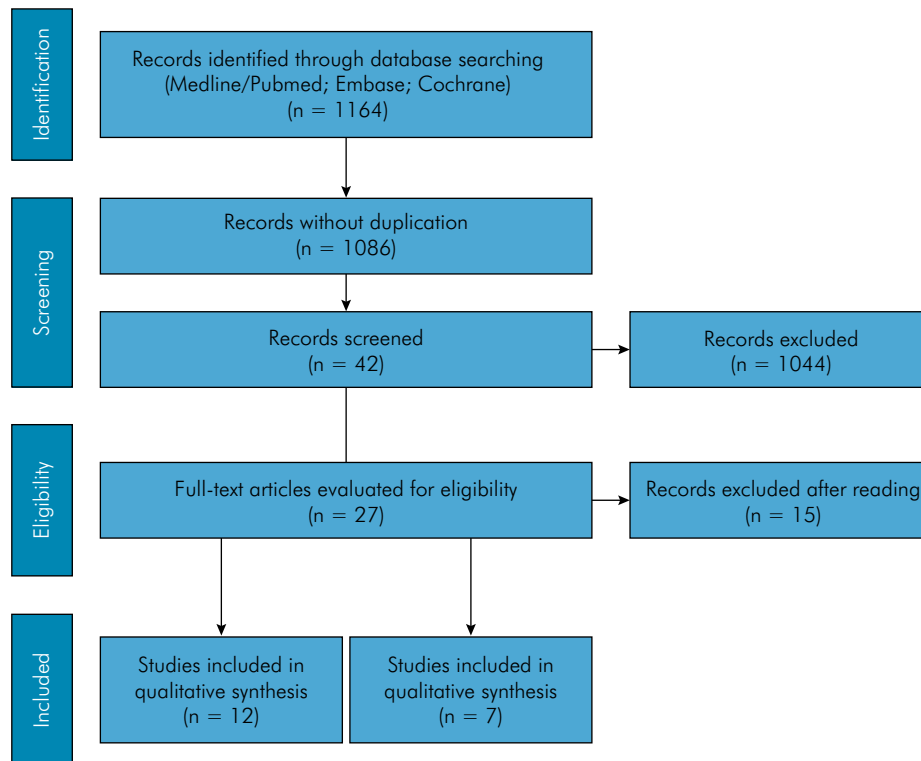 Identification
Records identified through database searching
(Medline/Pubmed; Embase; Cochrane)
(n = 1164)
Screening
Records without duplication
(n = 1086)
Records screened
(n = 42)
Records excluded
(n = 1044)
Eligibility
Full-text articles evaluated for eligibility
(n = 27)
Records excluded after reading
(n = 15)
Included
Studies included in
qualitative synthesis
(n = 12)
Studies included in
qualitative synthesis
(n = 7)